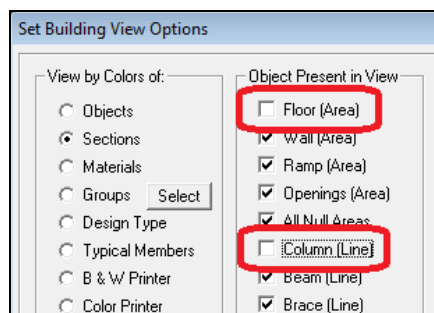 Set Building View Options
View by Colors of:
Objects
Sections
Materials
Groups Select
Design Type
Typical Members
B & W Printer
Color Printer
Object Present in View
Floor (Area)
Wall (Area)
Ramp (Area)
Openings (Area)
All Null Areas
Column (Line)
Beam (Line)
Brace (Line)